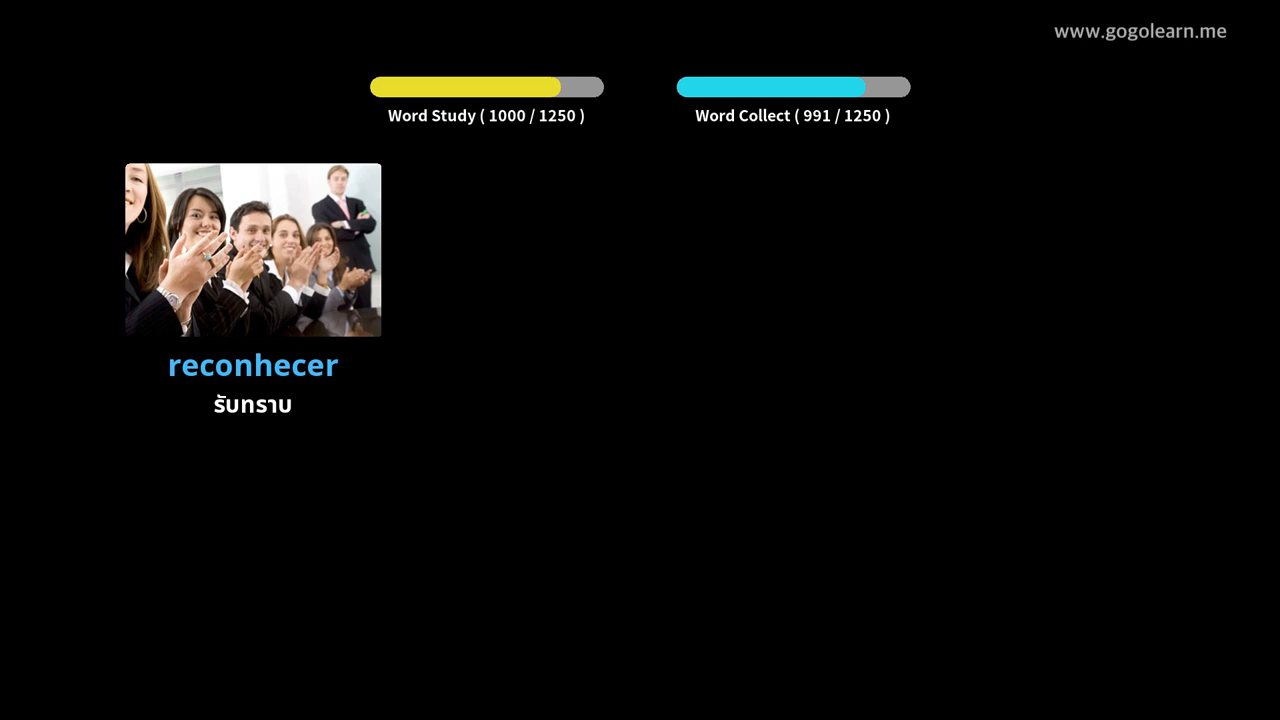 www.gogolearn.me
Word Study ( 1000 / 1250 )
Word Collect ( 991 / 1250 )
reconhecer
รับทราบ